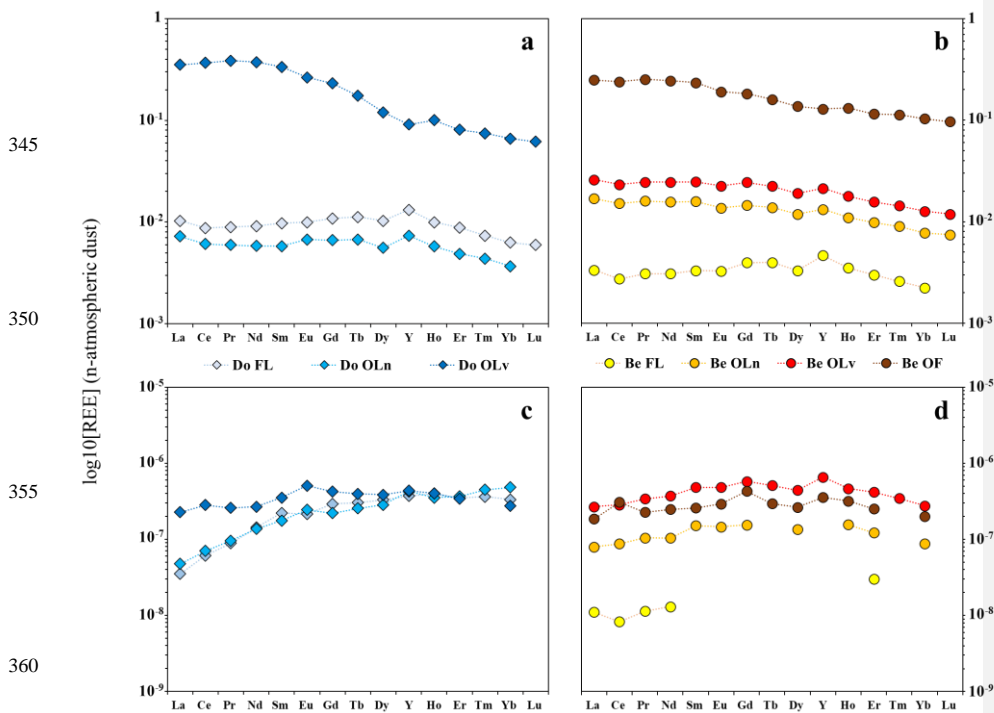 1 a b 1
345 10-1 10-1
log10[REE] (n-atmospheric dust)
10-2 10-2
350 10-3 10-3
La Ce Pr Nd Sm Eu Gd Tb Dy Y Ho Er Tm Yb Lu La Ce Pr Nd Sm Eu Gd Tb Dy Y Ho Er Tm Yb Lu
Do FL Do OLn Do OLv Be FL Be OLn Be OLv Be OF
10-5 c d 10-5
10-6 10-6
355
10-7 10-7
10-8 10-8
360
10-9 10-9
La Ce Pr Nd Sm Eu Gd Tb Dy Y Ho Er Tm Yb Lu La Ce Pr Nd Sm Eu Gd Tb Dy Y Ho Er Tm Yb Lu